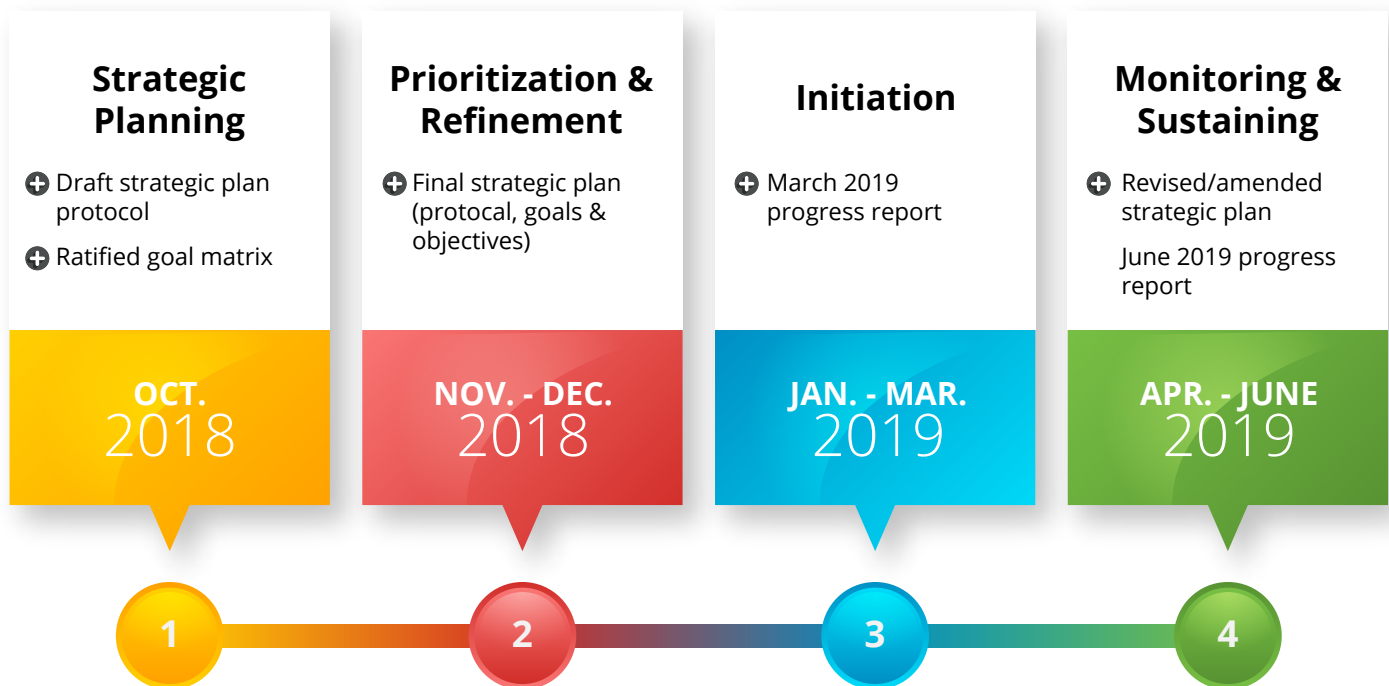 Strategic
Planning
Draft strategic plan
protocol
Ratified goal matrix
OCT.
2018
1
Prioritization &
Refinement
Final strategic plan
(protocal, goals &
objectives)
NOV. - DEC.
2018
2
Initiation
March 2019
progress report
JAN. - MAR.
2019
3
Monitoring &
Sustaining
Revised/amended
strategic plan
June 2019 progress
report
APR. - JUNE
2019
4